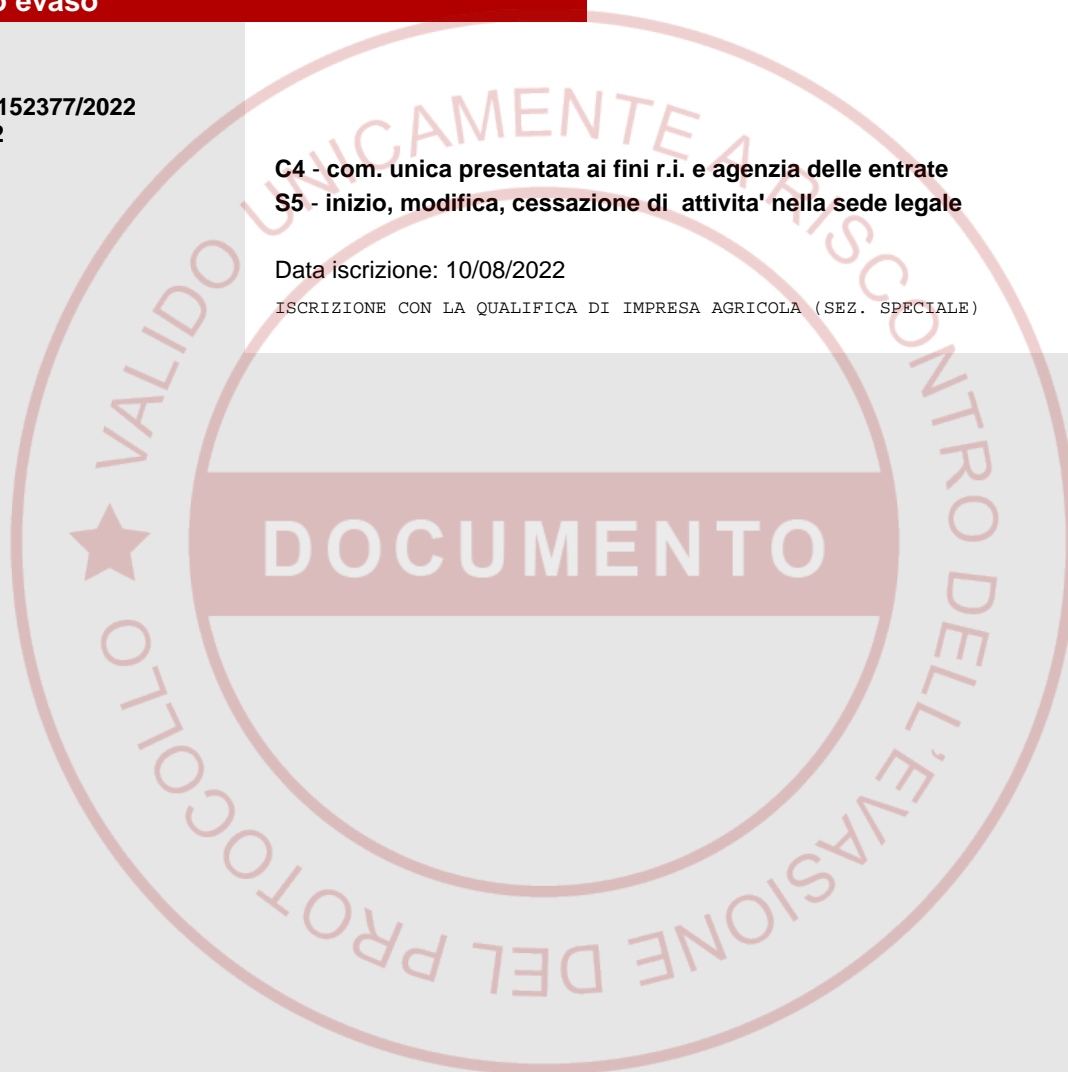 o evaso
152377/2022
2
C4 - com. unica presentata ai fini r.i. e agenzia delle entrate
S5 - inizio, modifica, cessazione di  attivita' nella sede legale
Data iscrizione: 10/08/2022
ISCRIZIONE CON LA QUALIFICA DI IMPRESA AGRICOLA (SEZ. SPECIALE)
★ VALIDO UNICAMENTE A RISCONTRO DELL'EVASIONE DEL PROTOCOLLO
DOCUMENTO